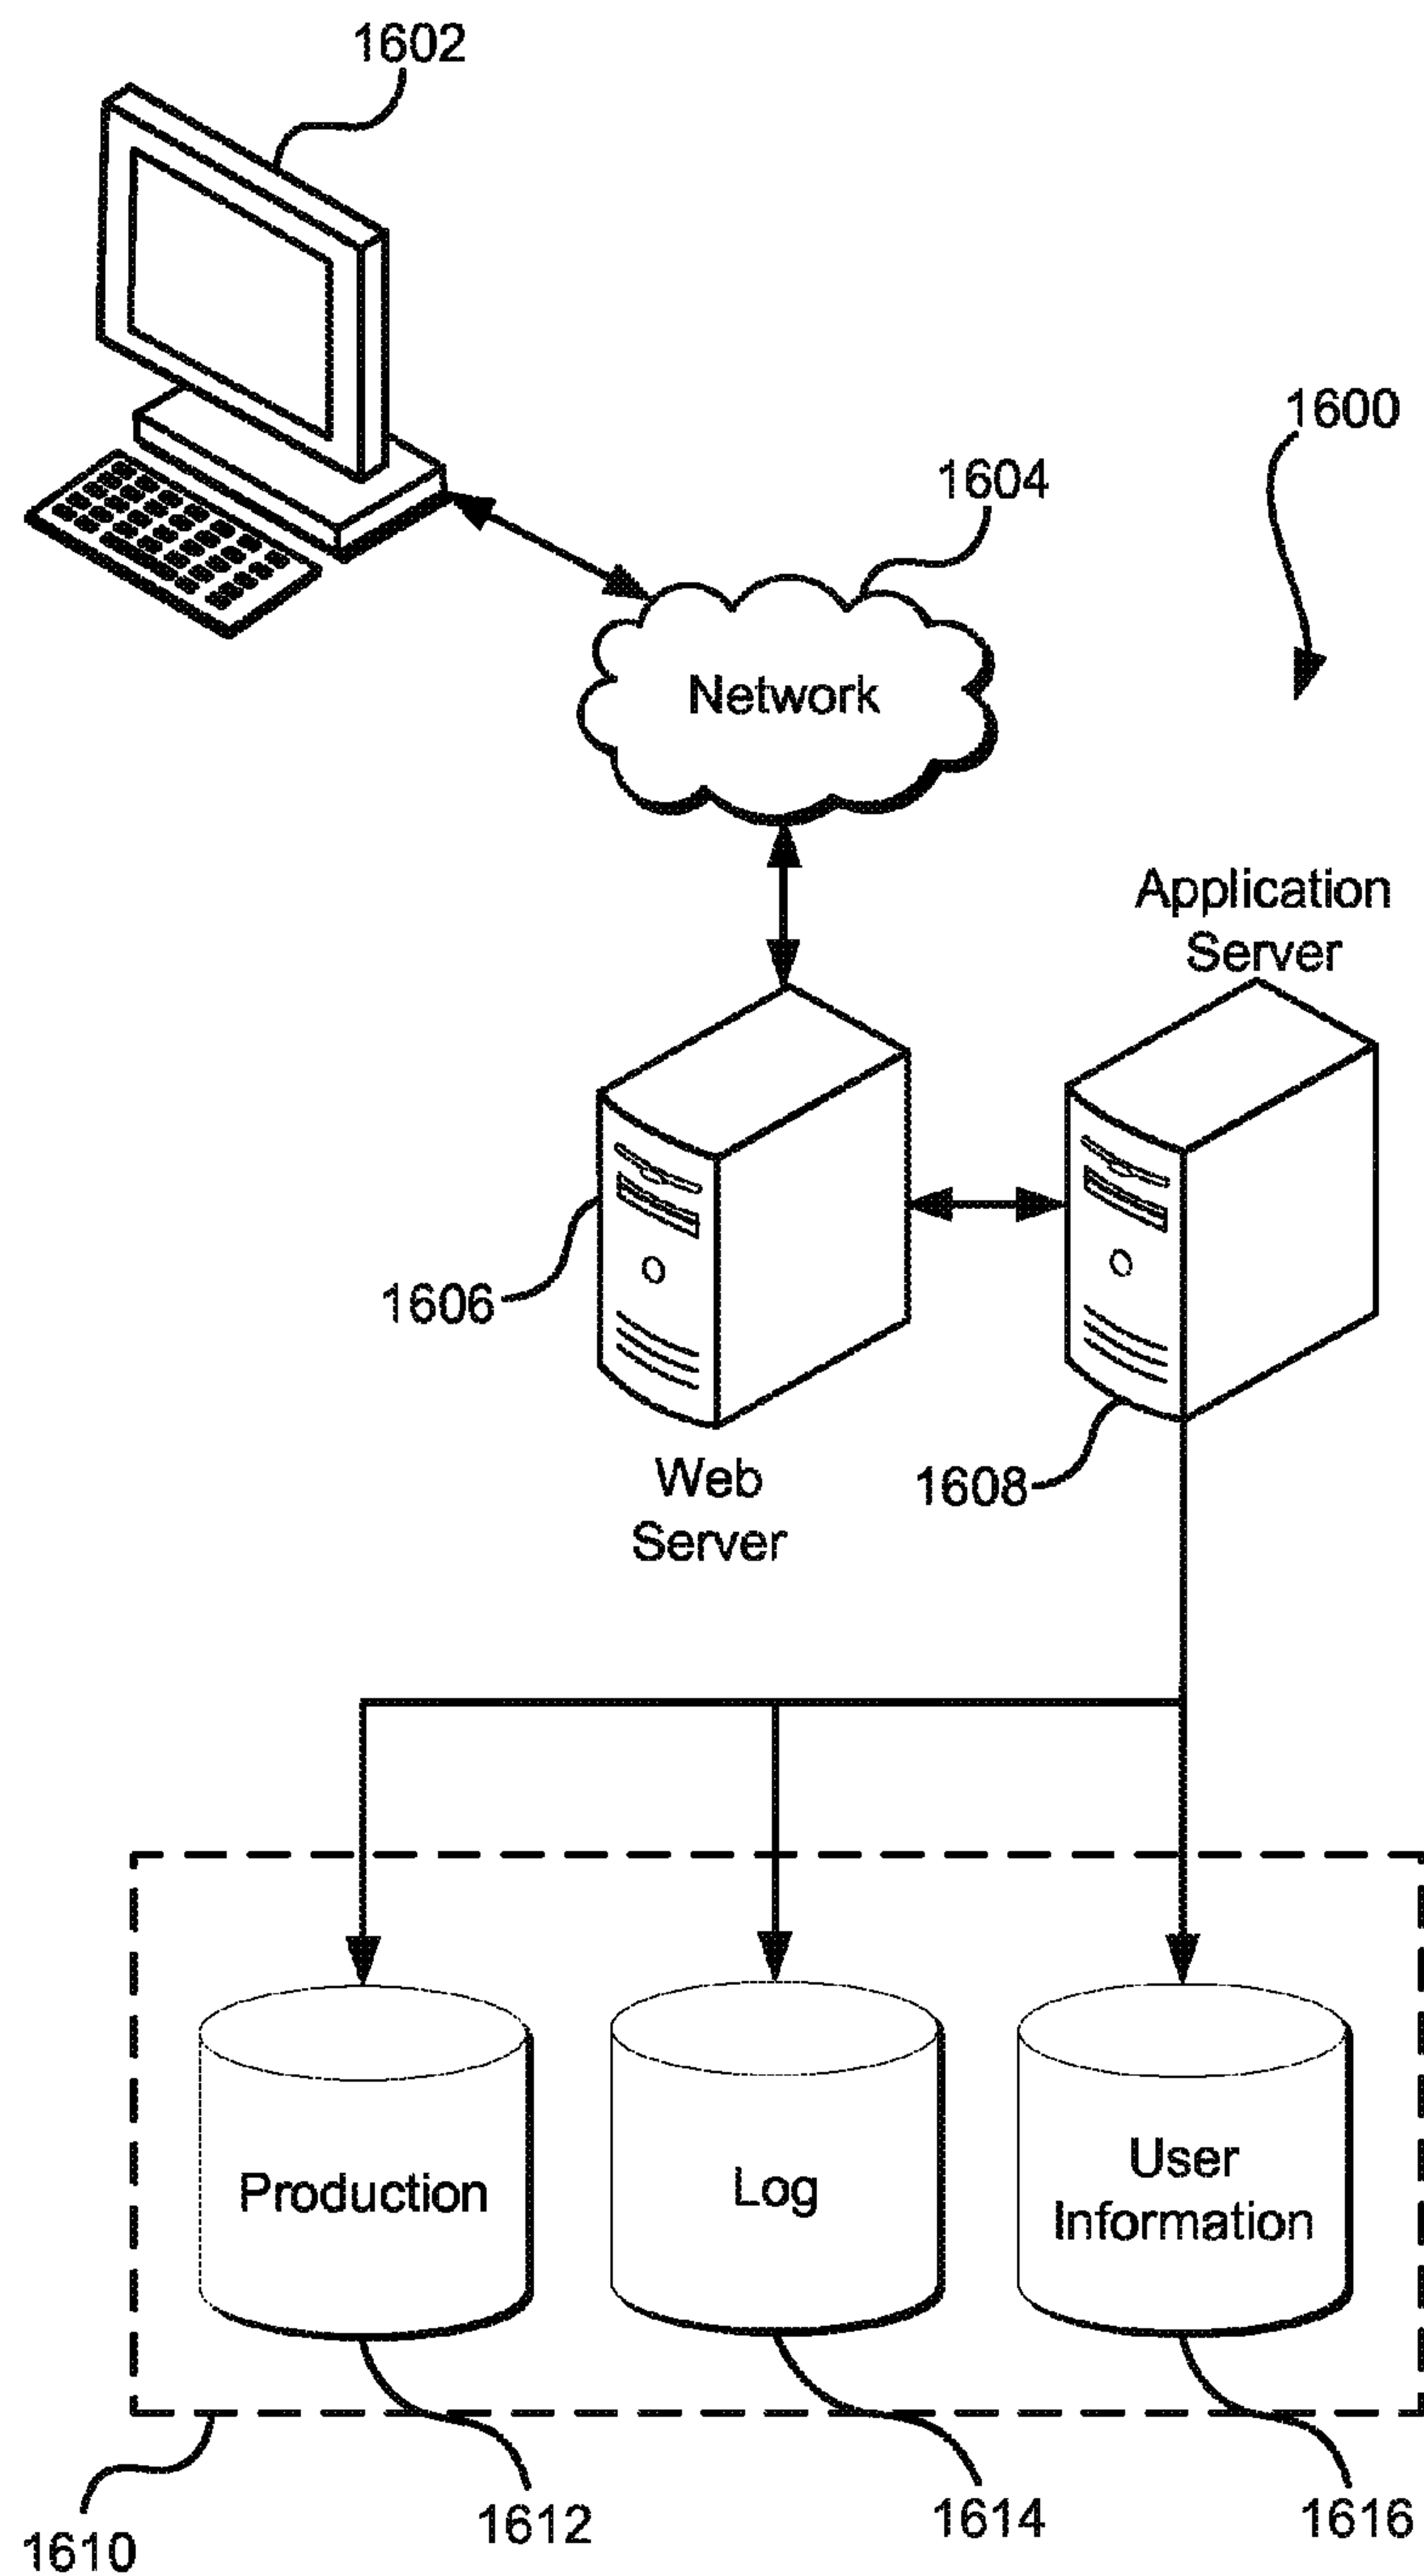 1602
1600
1604
Network
Application
Server
1606
Web
Server
1608
Production
Log
User
Information
1610
1612
1614
1616